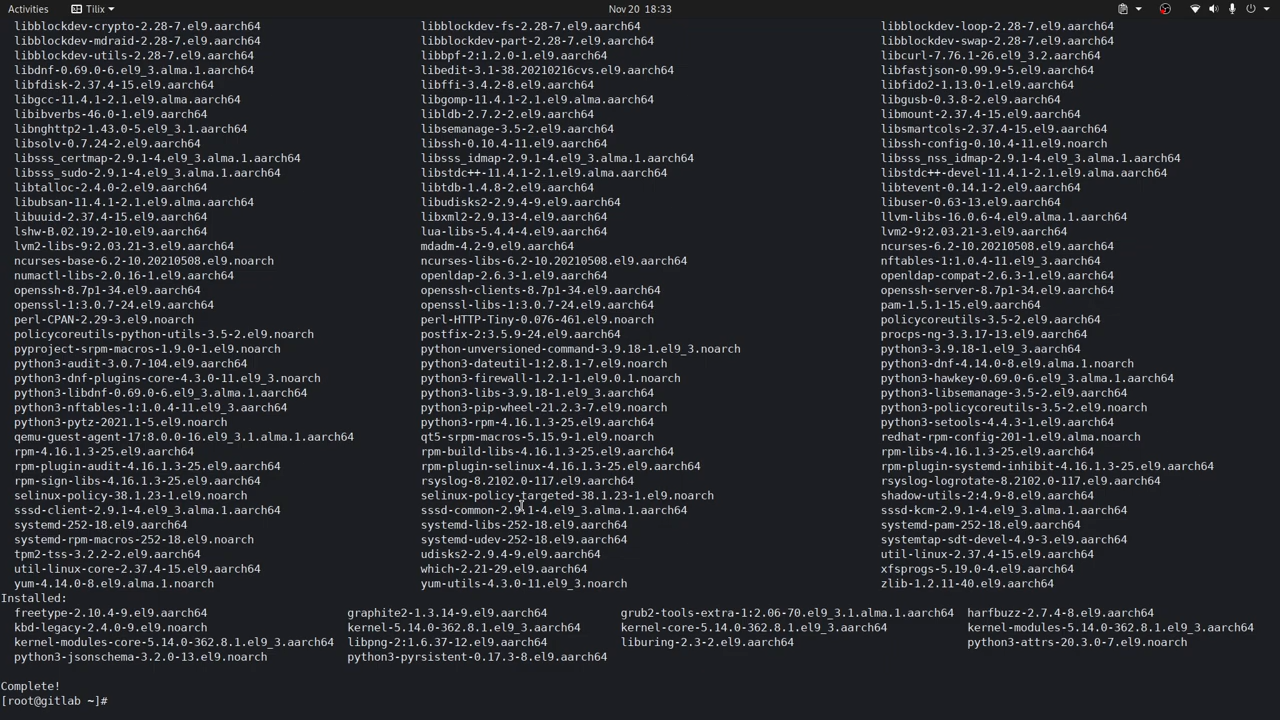 Activities Tilix Nov 20 18:33
libblockdev-crypto-2.28-7.el9.aarch64 libblockdev-fs-2.28-7.el9.aarch64 libblockdev-loop-2.28-7.el9.aarch64
libblockdev-mdraid-2.28-7.el9.aarch64 libblockdev-part-2.28-7.el9.aarch64 libblockdev-swap-2.28-7.el9.aarch64
libblockdev-utils-2.28-7.el9.aarch64 libbpf-2:1.2.0-1.el9.aarch64 libcurl-7.76.1-26.el9_3.2.aarch64
libdnf-0.69.0-6.el9_3.alma.1.aarch64 libedit-3.1-38.20210216cvs.el9.aarch64 libfastjson-0.99.9-5.el9.aarch64
libfdisk-2.37.4-15.el9.aarch64 libffi-3.4.2-8.el9.aarch64 libfido2-1.13.0-1.el9.aarch64
libgcc-11.4.1-2.1.el9.alma.aarch64 libgomp-11.4.1-2.1.el9.alma.aarch64 libgusb-0.3.8-2.el9.aarch64
libibverbs-46.0-1.el9.aarch64 libldb-2.7.2-2.el9.aarch64 libmount-2.37.4-15.el9.aarch64
libnghttp2-1.43.0-5.el9_3.1.aarch64 libsemanage-3.5-2.el9.aarch64 libsmartcols-2.37.4-15.el9.aarch64
libsolv-0.7.24-2.el9.aarch64 libssh-0.10.4-11.el9.aarch64 libssh-config-0.10.4-11.el9.noarch
libsss_certmap-2.9.1-4.el9_3.alma.1.aarch64 libsss_idmap-2.9.1-4.el9_3.alma.1.aarch64 libsss_nss_idmap-2.9.1-4.el9_3.alma.1.aarch64
libsss_sudo-2.9.1-4.el9_3.alma.1.aarch64 libstdc++-11.4.1-2.1.el9.alma.aarch64 libstdc++-devel-11.4.1-2.1.el9.alma.aarch64
libtalloc-2.4.0-2.el9.aarch64 libtdb-1.4.8-2.el9.aarch64 libtevent-0.14.1-2.el9.aarch64
libubsan-11.4.1-2.1.el9.alma.aarch64 libudisks2-2.9.4-9.el9.aarch64 libuser-0.63-13.el9.aarch64
libuuid-2.37.4-15.el9.aarch64 libxml2-2.9.13-4.el9.aarch64 llvm-libs-16.0.6-4.el9.alma.1.aarch64
lshw-B.02.19.2-10.el9.aarch64 lua-libs-5.4.4-4.el9.aarch64 lvm2-9:2.03.21-3.el9.aarch64
lvm2-libs-9:2.03.21-3.el9.aarch64 mdadm-4.2-9.el9.aarch64 ncurses-6.2-10.20210508.el9.aarch64
ncurses-base-6.2-10.20210508.el9.noarch ncurses-libs-6.2-10.20210508.el9.aarch64 nftables-1:1.0.4-11.el9_3.aarch64
numactl-libs-2.0.16-1.el9.aarch64 openldap-2.6.3-1.el9.aarch64 openldap-compat-2.6.3-1.el9.aarch64
openssh-8.7p1-34.el9.aarch64 openssh-clients-8.7p1-34.el9.aarch64 openssh-server-8.7p1-34.el9.aarch64
openssl-1:3.0.7-24.el9.aarch64 openssl-libs-1:3.0.7-24.el9.aarch64 pam-1.5.1-15.el9.aarch64
perl-CPAN-2.29-3.el9.noarch perl-HTTP-Tiny-0.076-461.el9.noarch policycoreutils-3.5-2.el9.aarch64
policycoreutils-python-utils-3.5-2.el9.noarch postfix-2:3.5.9-24.el9.aarch64 procps-ng-3.3.17-13.el9.aarch64
pyproject-srpm-macros-1.9.0-1.el9.noarch python-unversioned-command-3.9.18-1.el9_3.noarch python3-3.9.18-1.el9_3.aarch64
python3-audit-3.0.7-104.el9.aarch64 python3-dateutil-1:2.8.1-7.el9.noarch python3-dnf-4.14.0-8.el9.alma.1.noarch
python3-dnf-plugins-core-4.3.0-11.el9_3.noarch python3-firewall-1.2.1-1.el9.0.1.noarch python3-hawkey-0.69.0-6.el9_3.alma.1.aarch64
python3-libdnf-0.69.0-6.el9_3.alma.1.aarch64 python3-libs-3.9.18-1.el9_3.aarch64 python3-libsemanage-3.5-2.el9.aarch64
python3-nftables-1:1.0.4-11.el9_3.aarch64 python3-pip-wheel-21.2.3-7.el9.noarch python3-policycoreutils-3.5-2.el9.noarch
python3-pytz-2021.1-5.el9.noarch python3-rpm-4.16.1.3-25.el9.aarch64 python3-setools-4.4.3-1.el9.aarch64
qemu-guest-agent-17:8.0.0-16.el9_3.1.alma.1.aarch64 qt5-srpm-macros-5.15.9-1.el9.noarch redhat-rpm-config-201-1.el9.alma.noarch
rpm-4.16.1.3-25.el9.aarch64 rpm-build-libs-4.16.1.3-25.el9.aarch64 rpm-libs-4.16.1.3-25.el9.aarch64
rpm-plugin-audit-4.16.1.3-25.el9.aarch64 rpm-plugin-selinux-4.16.1.3-25.el9.aarch64 rpm-plugin-systemd-inhibit-4.16.1.3-25.el9.aarch64
rpm-sign-libs-4.16.1.3-25.el9.aarch64 rsyslog-8.2102.0-117.el9.aarch64 rsyslog-logrotate-8.2102.0-117.el9.aarch64
selinux-policy-38.1.23-1.el9.noarch selinux-policy-targeted-38.1.23-1.el9.noarch shadow-utils-2:4.9-8.el9.aarch64
sssd-client-2.9.1-4.el9_3.alma.1.aarch64 sssd-common-2.9.1-4.el9_3.alma.1.aarch64 sssd-kcm-2.9.1-4.el9_3.alma.1.aarch64
systemd-252-18.el9.aarch64 systemd-libs-252-18.el9.aarch64 systemd-pam-252-18.el9.aarch64
systemd-rpm-macros-252-18.el9.noarch systemd-udev-252-18.el9.aarch64 systemtap-sdt-devel-4.9-3.el9.aarch64
tpm2-tss-3.2.2-2.el9.aarch64 udisks2-2.9.4-9.el9.aarch64 util-linux-2.37.4-15.el9.aarch64
util-linux-core-2.37.4-15.el9.aarch64 which-2.21-29.el9.aarch64 xfsprogs-5.19.0-4.el9.aarch64
yum-4.14.0-8.el9.alma.1.noarch yum-utils-4.3.0-11.el9_3.noarch zlib-1.2.11-40.el9.aarch64
Installed:
freetype-2.10.4-9.el9.aarch64 graphite2-1.3.14-9.el9.aarch64 grub2-tools-extra-1:2.06-70.el9_3.1.alma.1.aarch64 harfbuzz-2.7.4-8.el9.aarch64
kbd-legacy-2.4.0-9.el9.noarch kernel-5.14.0-362.8.1.el9_3.aarch64 kernel-core-5.14.0-362.8.1.el9_3.aarch64 kernel-modules-5.14.0-362.8.1.el9_3.aarch64
kernel-modules-core-5.14.0-362.8.1.el9_3.aarch64 libpng-2:1.6.37-12.el9.aarch64 liburing-2.3-2.el9.aarch64 python3-attrs-20.3.0-7.el9.noarch
python3-jsonschema-3.2.0-13.el9.noarch python3-pyrsistent-0.17.3-8.el9.aarch64
Complete!
[root@gitlab ~]#